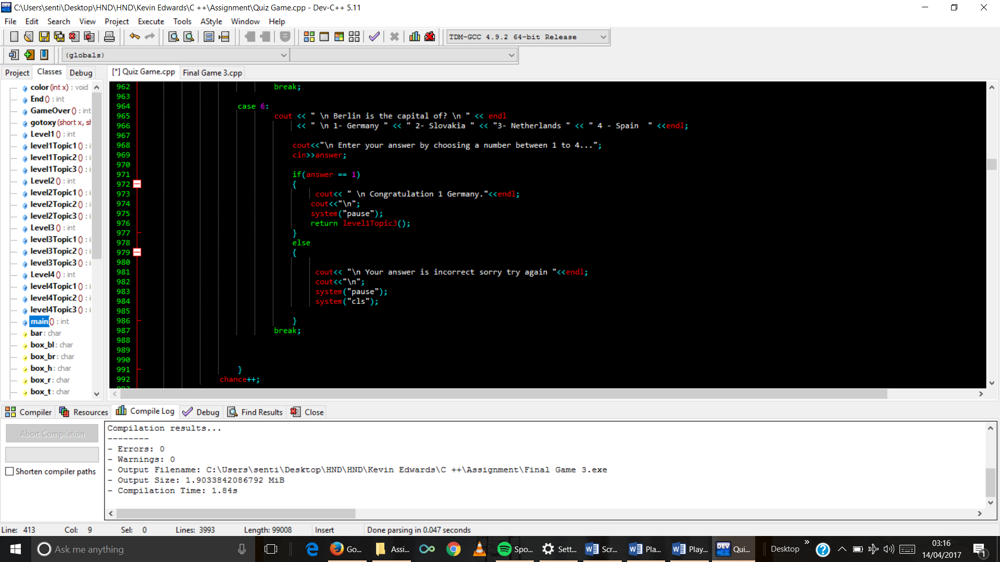 C:\Users\senti\Desktop\HND\HND\Kevin Edwards\C ++\Assignment\Quiz Game.cpp - Dev-C++ 5.11
File Edit Search View Project Execute Tools AStyle Window Help
TDM-GCC 4.9.2 64-bit Release
(globals)
Project Classes Debug [*] Quiz Game.cpp Final Game 3.cpp
color (int x) : void
End () : int
GameOver () : int
gotoxy (short x, sh
Level1 () : int
level1Topic1 () : i
level1Topic2 () : i
level1Topic3 () : i
Level2 () : int
level2Topic1 () : i
level2Topic2 () : i
level2Topic3 () : i
Level3 () : int
level3Topic1 () : i
level3Topic2 () : i
level3Topic3 () : i
Level4 () : int
level4Topic1 () : i
level4Topic2 () : i
level4Topic3 () : i
main () : int
bar : char
box_bl : char
box_br : char
box_h : char
box_r : char
box_t : char
962 break;
963
964 case 6:
965 cout << " \n Berlin is the capital of? \n " << endl
966 << " \n 1- Germany " << " 2- Slovakia " << "3- Netherlands " << " 4 - Spain  " <<endl;
967
968 cout<<"\n Enter your answer by choosing a number between 1 to 4...";
969 cin>>answer;
970
971 if(answer == 1)
972 {
973 cout<< " \n Congratulation 1 Germany."<<endl;
974 cout<<"\n";
975 system("pause");
976 return level1Topic3();
977 }
978 else
979 {
980
981 cout<< "\n Your answer is incorrect sorry try again "<<endl;
982 cout<<"\n";
983 system("pause");
984 system("cls");
985
986 }
987 break;
988
989
990
991 }
992 chance++;
Compiler Resources Compile Log Debug Find Results Close
Abort Compilation
Shorten compiler paths
Compilation results...
--------
- Errors: 0
- Warnings: 0
- Output Filename: C:\Users\senti\Desktop\HND\HND\Kevin Edwards\C ++\Assignment\Final Game 3.exe
- Output Size: 1.9033842086792 MiB
- Compilation Time: 1.84s
Line: 413 Col: 9 Sel: 0 Lines: 3993 Length: 99008 Insert Done parsing in 0.047 seconds
Ask me anything Go... Assi... Spo... Sett... Scr... Pla... Play... DEV Qui... Desktop » 03:16
14/04/2017 1